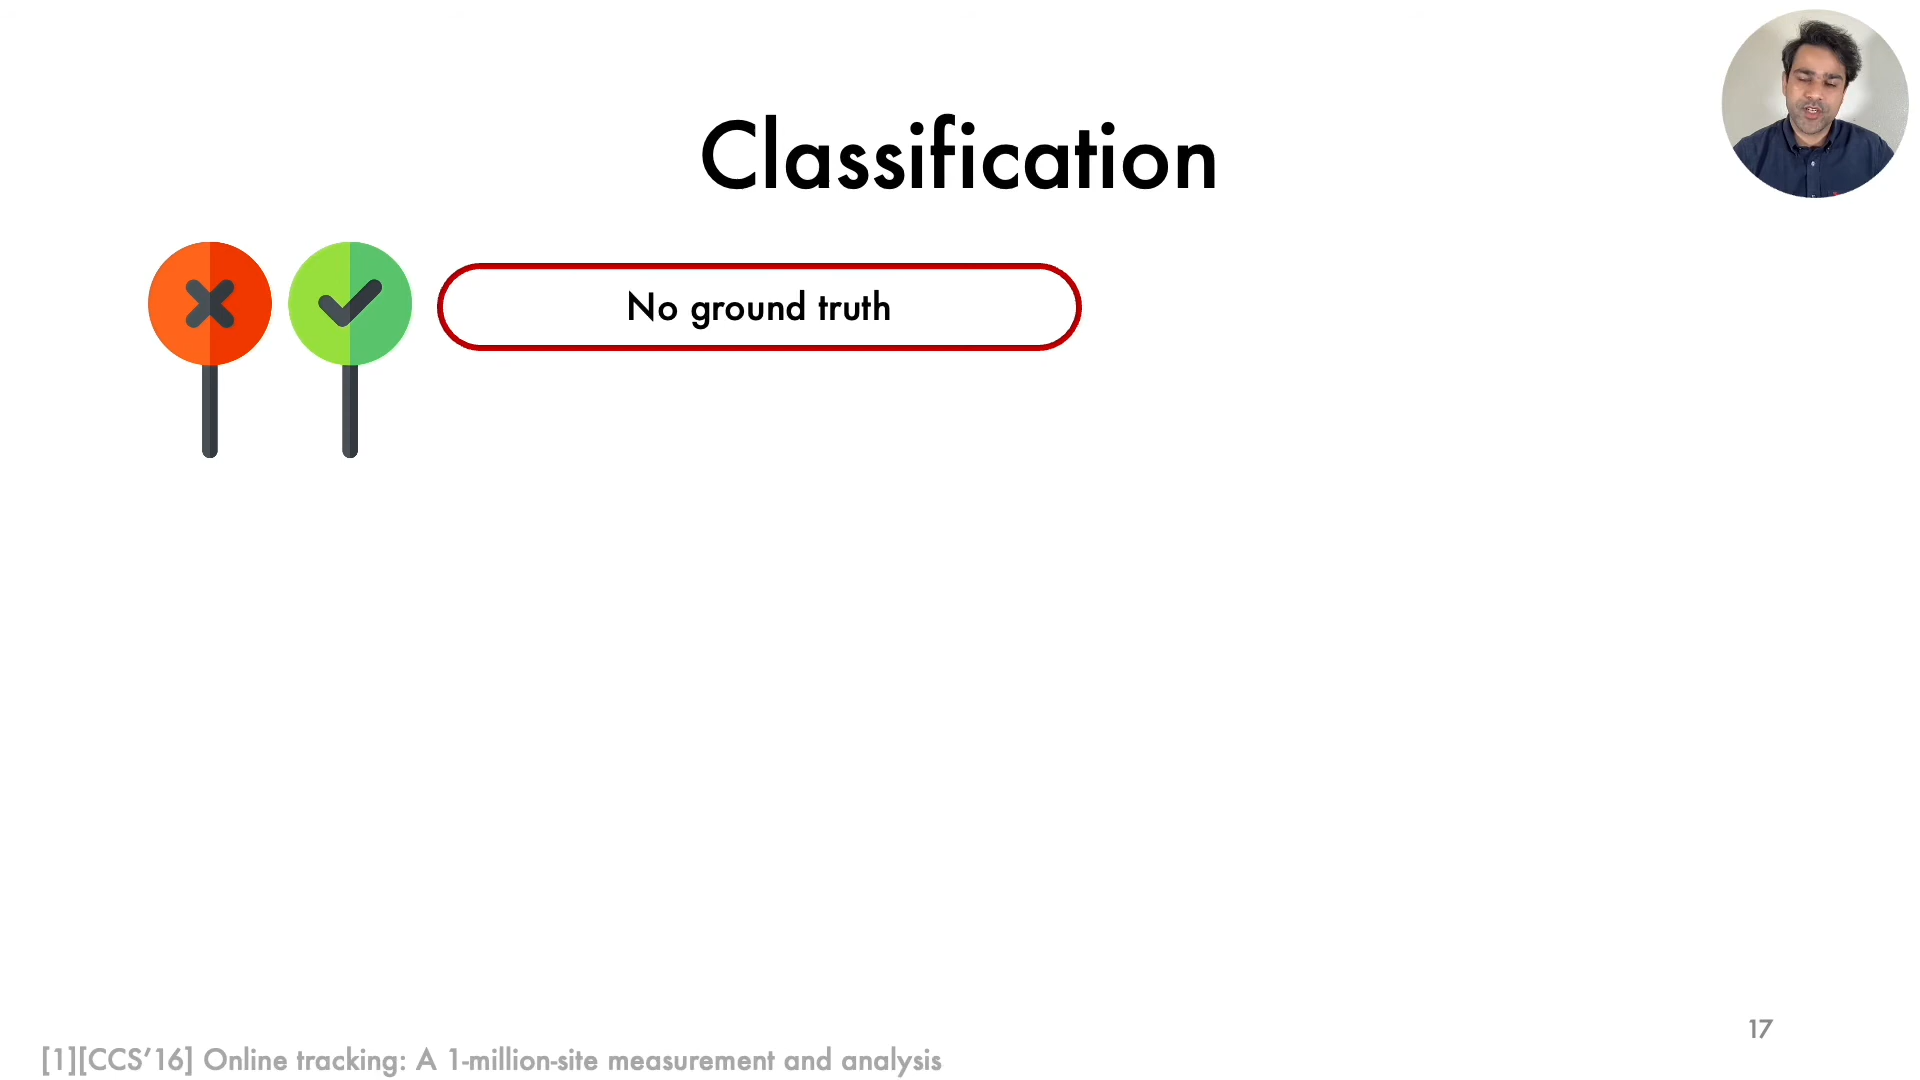 Classification
No ground truth
17
[1][CCS’16] Online tracking: A 1-million-site measurement and analysis